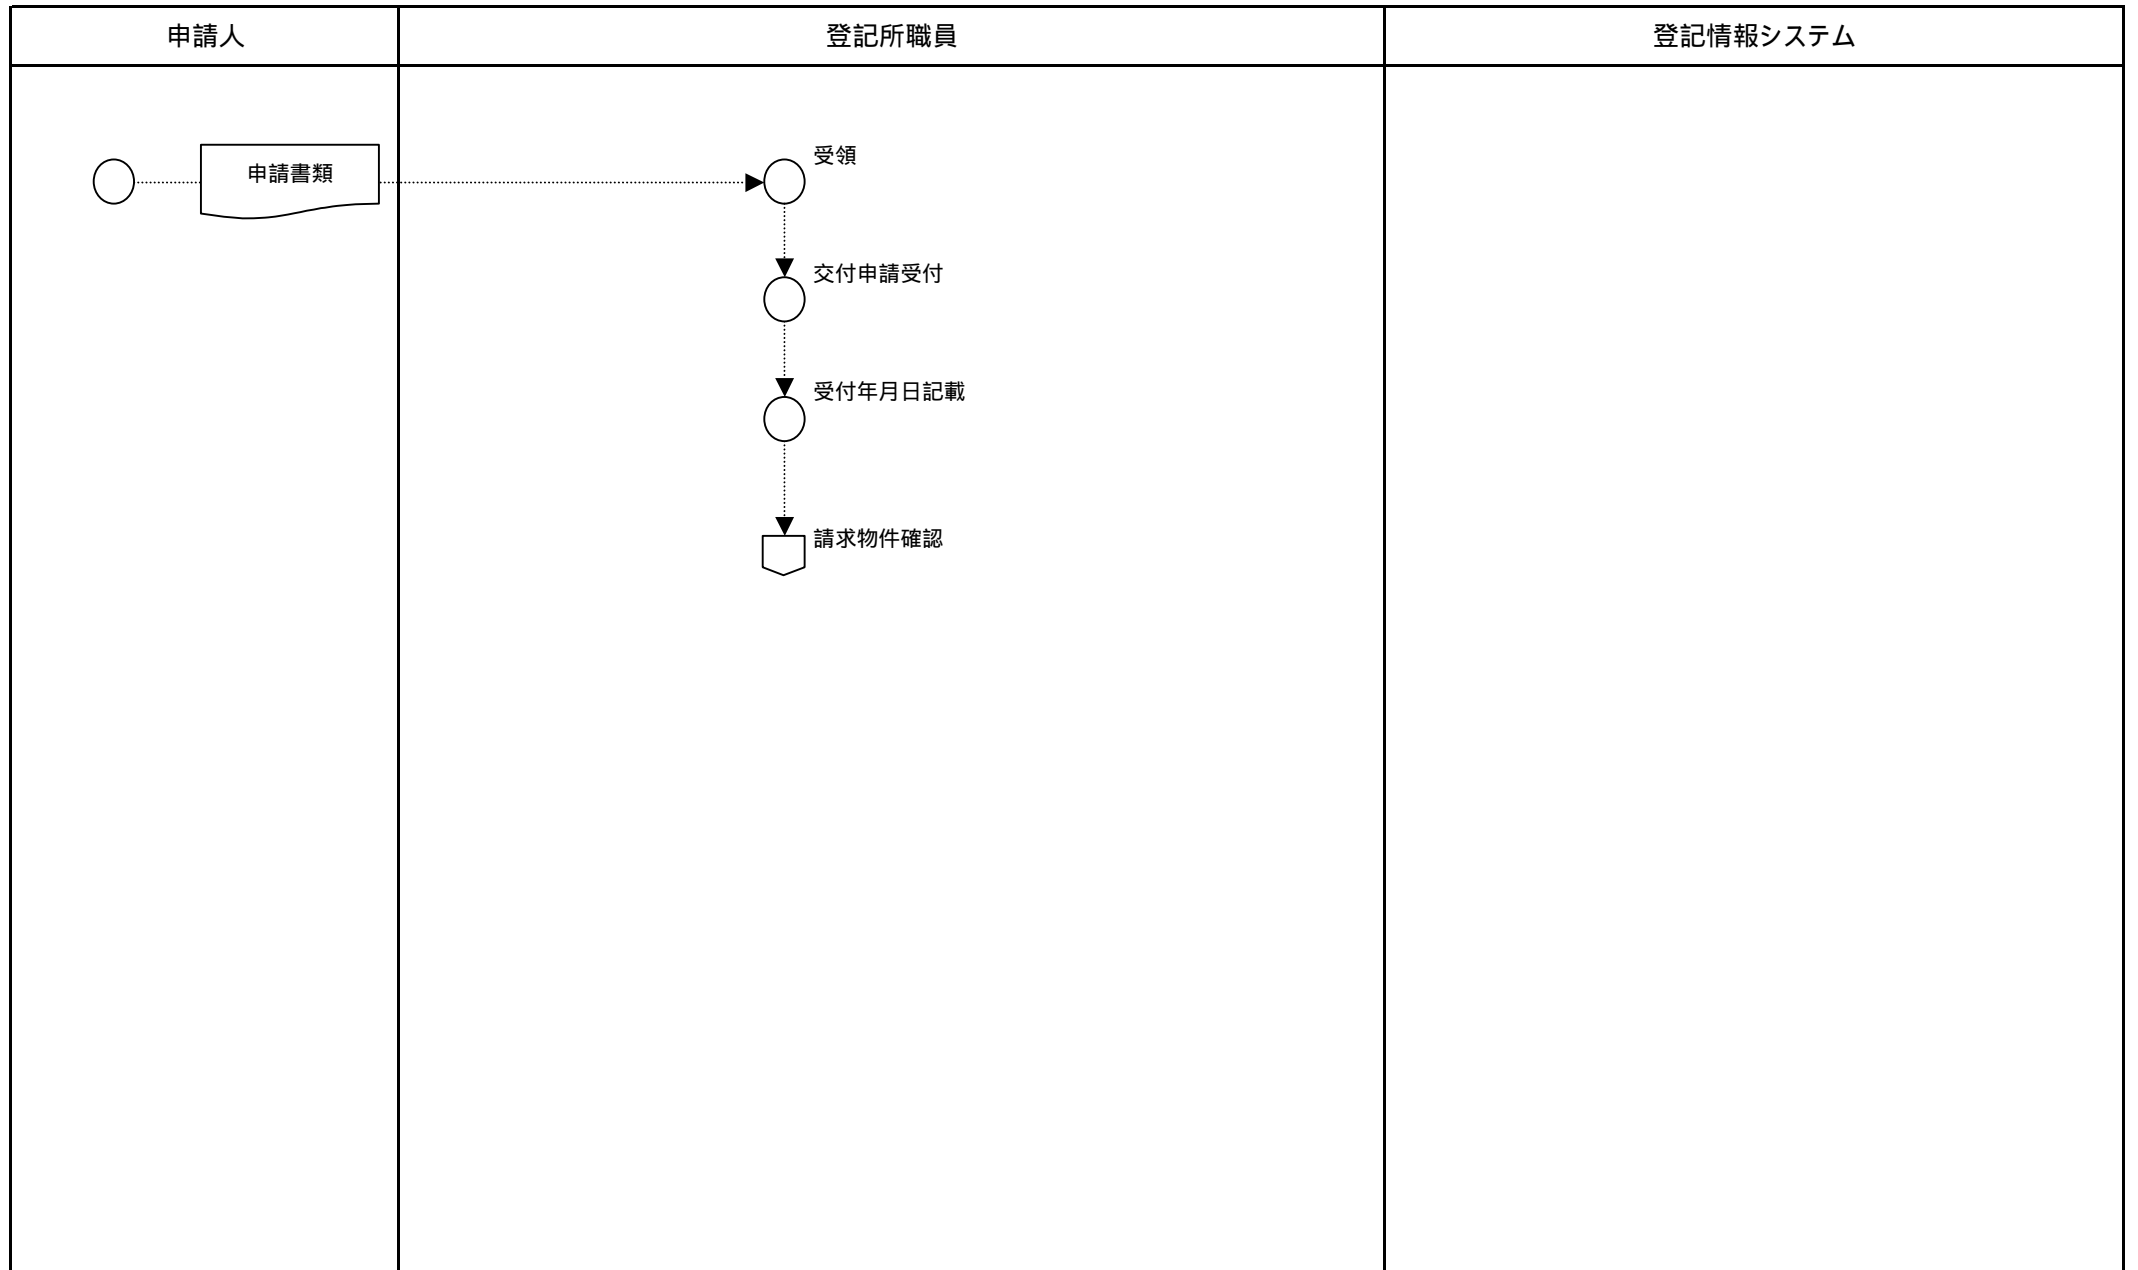 申請人
登記所職員
登記情報システム
申請書類
受領
交付申請受付
受付年月日記載
請求物件確認